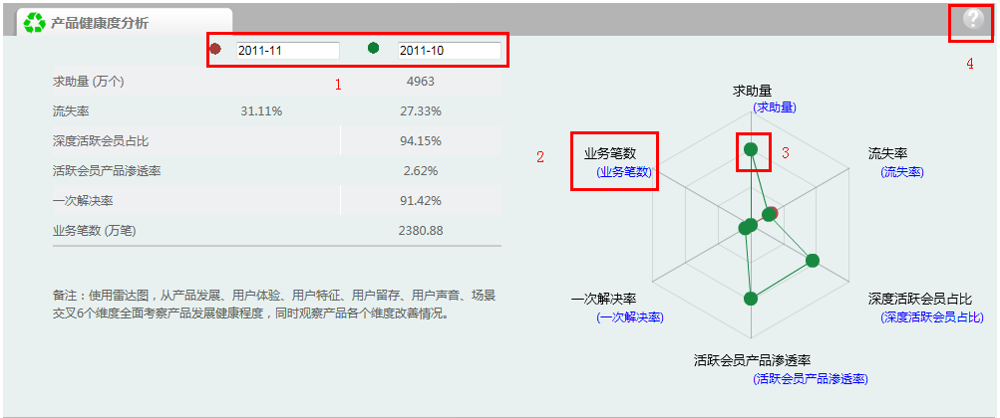 产品健康度分析
?
4
2011-11
2011-10
求助量 (万个)
1
4963
流失率
31.11%
27.33%
深度活跃会员占比
94.15%
活跃会员产品渗透率
2.62%
一次解决率
91.42%
业务笔数 (万笔)
2380.88
备注：使用雷达图，从产品发展、用户体验、用户特征、用户留存、用户声音、场景
交叉6个维度全面考察产品发展健康程度，同时观察产品各个维度改善情况。
求助量
(求助量)
2
业务笔数
(业务笔数)
3
流失率
(流失率)
一次解决率
(一次解决率)
深度活跃会员占比
(深度活跃会员占比)
活跃会员产品渗透率
(活跃会员产品渗透率)